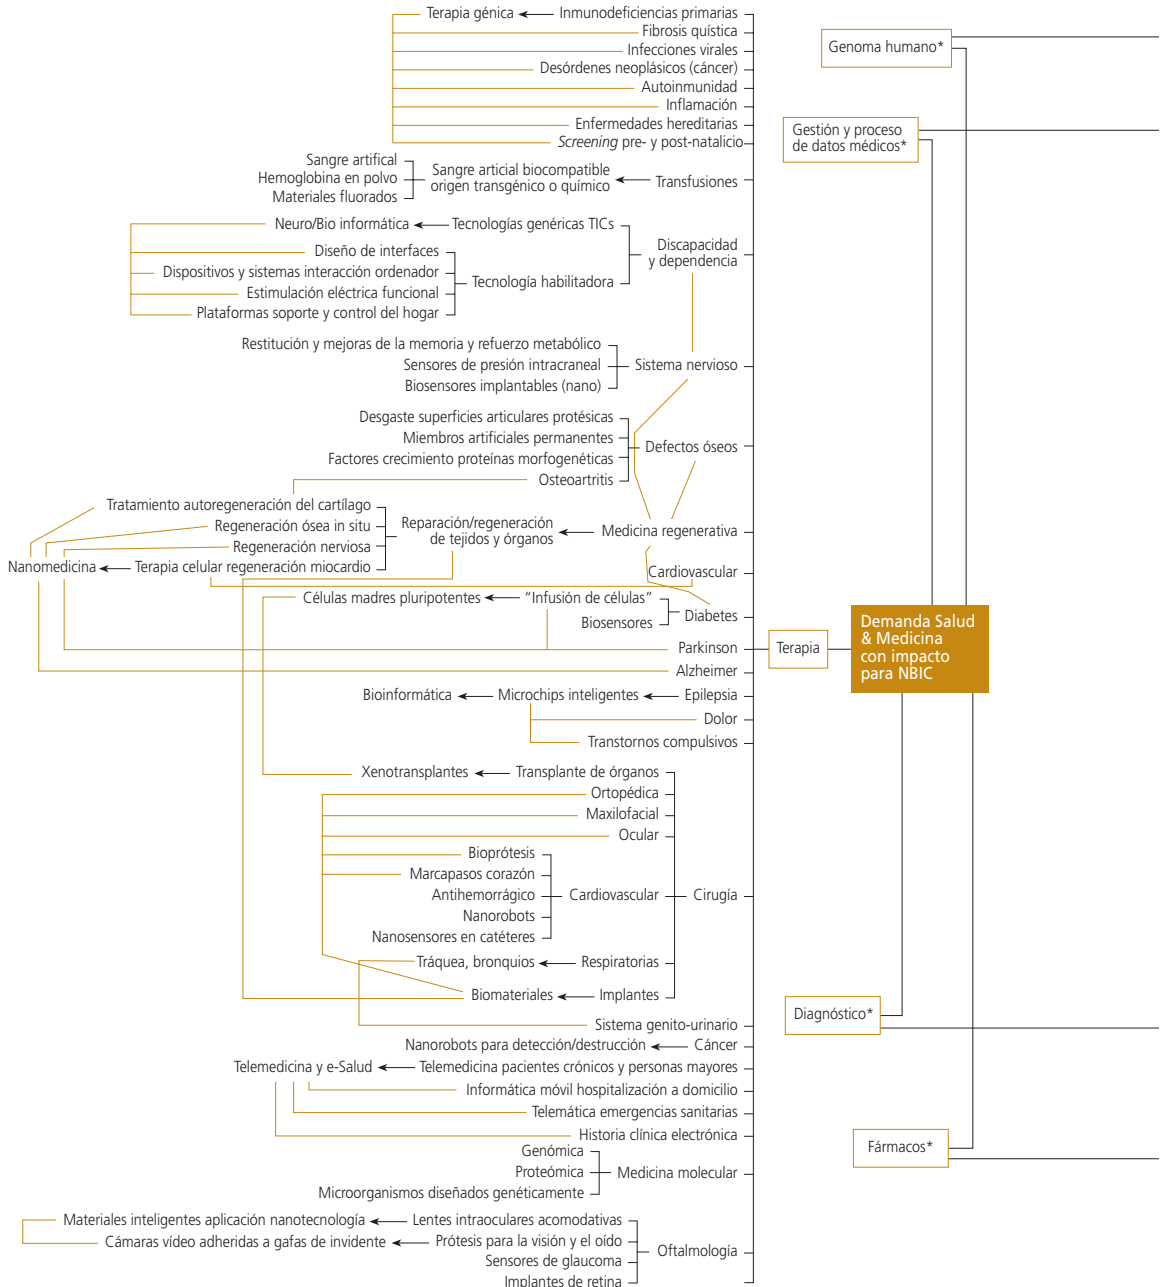 Terapia génica
Inmunodeficiencias primarias
Fibrosis quística
Infecciones virales
Desórdenes neoplásicos (cáncer)
Autoinmunidad
Inflamación
Enfermedades hereditarias
Screening pre- y post-natalicio
Sangre artifical
Hemoglobina en polvo
Materiales fluorados
Sangre articial biocompatible
origen transgénico o químico
Transfusiones
Neuro/Bio informática
Tecnologías genéricas TICs
Diseño de interfaces
Dispositivos y sistemas interacción ordenador
Estimulación eléctrica funcional
Plataformas soporte y control del hogar
Tecnología habilitadora
Discapacidad
y dependencia
Restitución y mejoras de la memoria y refuerzo metabólico
Sensores de presión intracraneal
Biosensores implantables (nano)
Sistema nervioso
Desgaste superficies articulares protésicas
Miembros artificiales permanentes
Factores crecimiento proteínas morfogenéticas
Osteoartritis
Defectos óseos
Tratamiento autoregeneración del cartílago
Regeneración ósea in situ
Regeneración nerviosa
Nanomedicina
Terapia celular regeneración miocardio
Reparación/regeneración
de tejidos y órganos
Medicina regenerativa
Cardiovascular
Células madres pluripotentes
“Infusión de células”
Biosensores
Diabetes
Parkinson
Alzheimer
Bioinformática
Microchips inteligentes
Epilepsia
Dolor
Transtornos compulsivos
Xenotransplantes
Transplante de órganos
Ortopédica
Maxilofacial
Ocular
Bioprótesis
Marcapasos corazón
Antihemorrágico
Nanorobots
Nanosensores en catéteres
Cardiovascular
Cirugía
Tráquea, bronquios
Respiratorias
Biomateriales
Implantes
Sistema genito-urinario
Nanorobots para detección/destrucción
Cáncer
Telemedicina y e-Salud
Telemedicina pacientes crónicos y personas mayores
Informática móvil hospitalización a domicilio
Telemática emergencias sanitarias
Historia clínica electrónica
Genómica
Proteómica
Microorganismos diseñados genéticamente
Medicina molecular
Materiales inteligentes aplicación nanotecnología
Lentes intraoculares acomodativas
Cámaras vídeo adheridas a gafas de invidente
Prótesis para la visión y el oído
Sensores de glaucoma
Implantes de retina
Oftalmología
Terapia
Genoma humano*
Gestión y proceso
de datos médicos*
Demanda Salud
& Medicina
con impacto
para NBIC
Diagnóstico*
Fármacos*